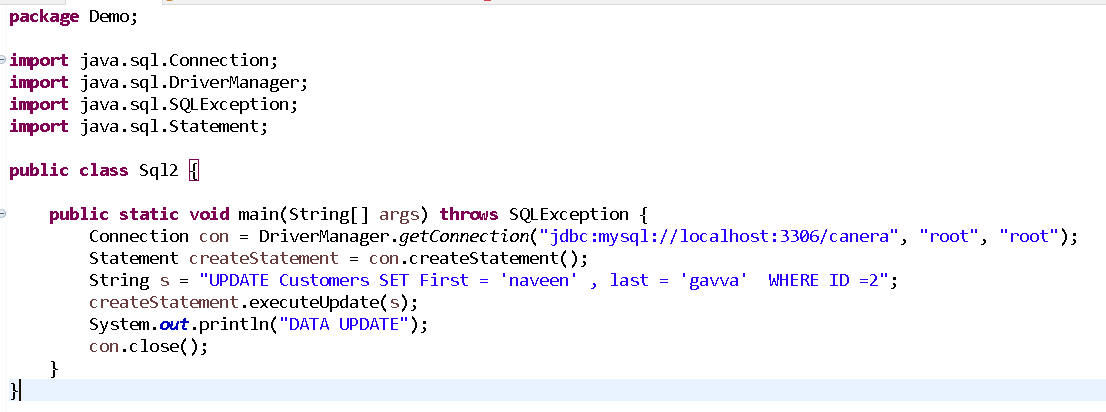 package Demo;
import java.sql.Connection;
import java.sql.DriverManager;
import java.sql.SQLException;
import java.sql.Statement;
public class Sql2 {
public static void main(String[] args) throws SQLException {
Connection con = DriverManager.getConnection("jdbc:mysql://localhost:3306/canera", "root", "root");
Statement createStatement = con.createStatement();
String s = "UPDATE Customers SET First = 'naveen' , last = 'gavva'  WHERE ID =2";
createStatement.executeUpdate(s);
System.out.println("DATA UPDATE");
con.close();
}
}